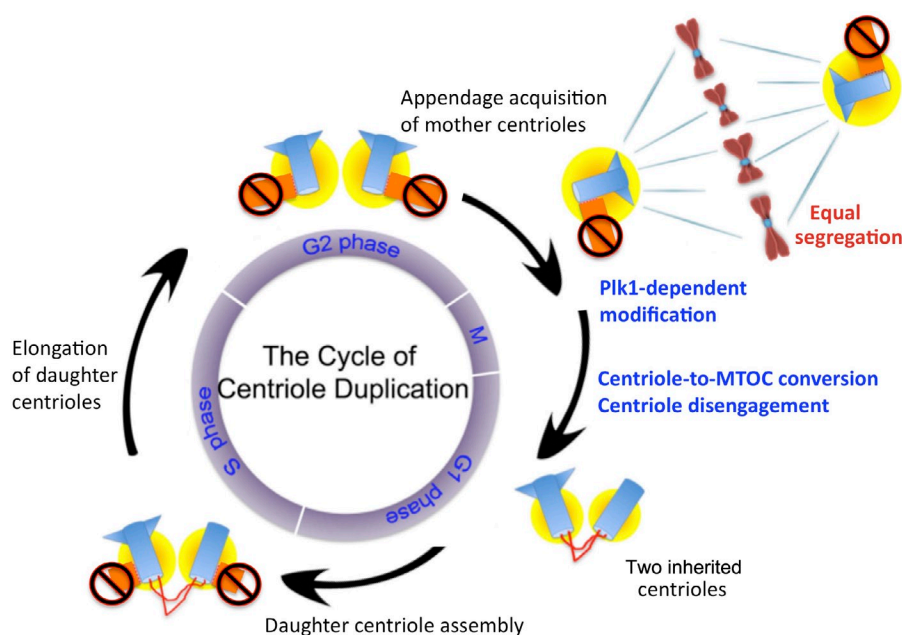 Appendage acquisition
of mother centrioles
Equal
segregation
G2 phase
Plk1-dependent
modification
M
Elongation
of daughter
centrioles
The Cycle of
Centriole Duplication
Centriole-to-MTOC conversion
Centriole disengagement
S phase
G1 phase
Two inherited
centrioles
Daughter centriole assembly